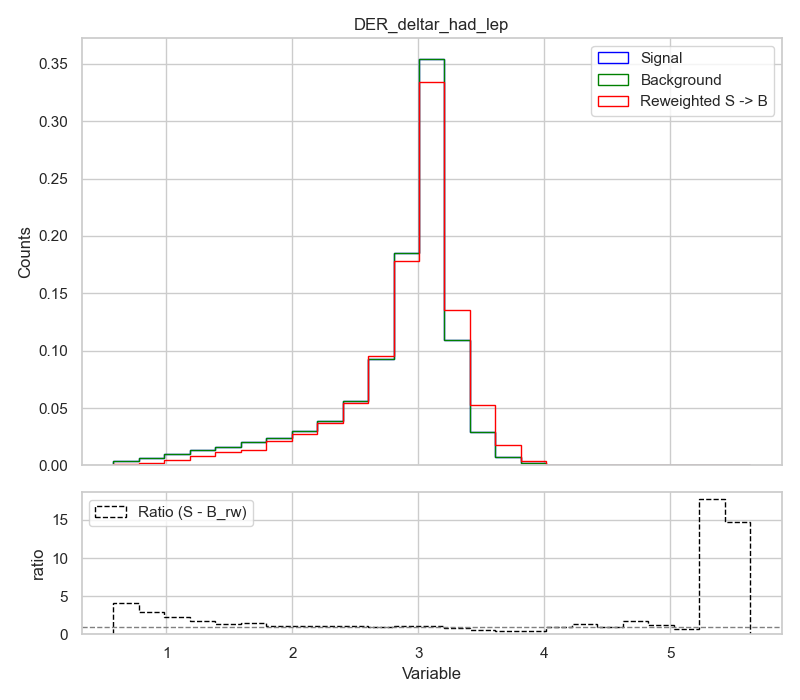 DER_deltar_had_lep
Counts
0.35
0.30
0.25
0.20
0.15
0.10
0.05
0.00
Signal
Background
Reweighted S -> B
ratio
15
10
5
0
Ratio (S - B_rw)
1 2 3 4 5
Variable